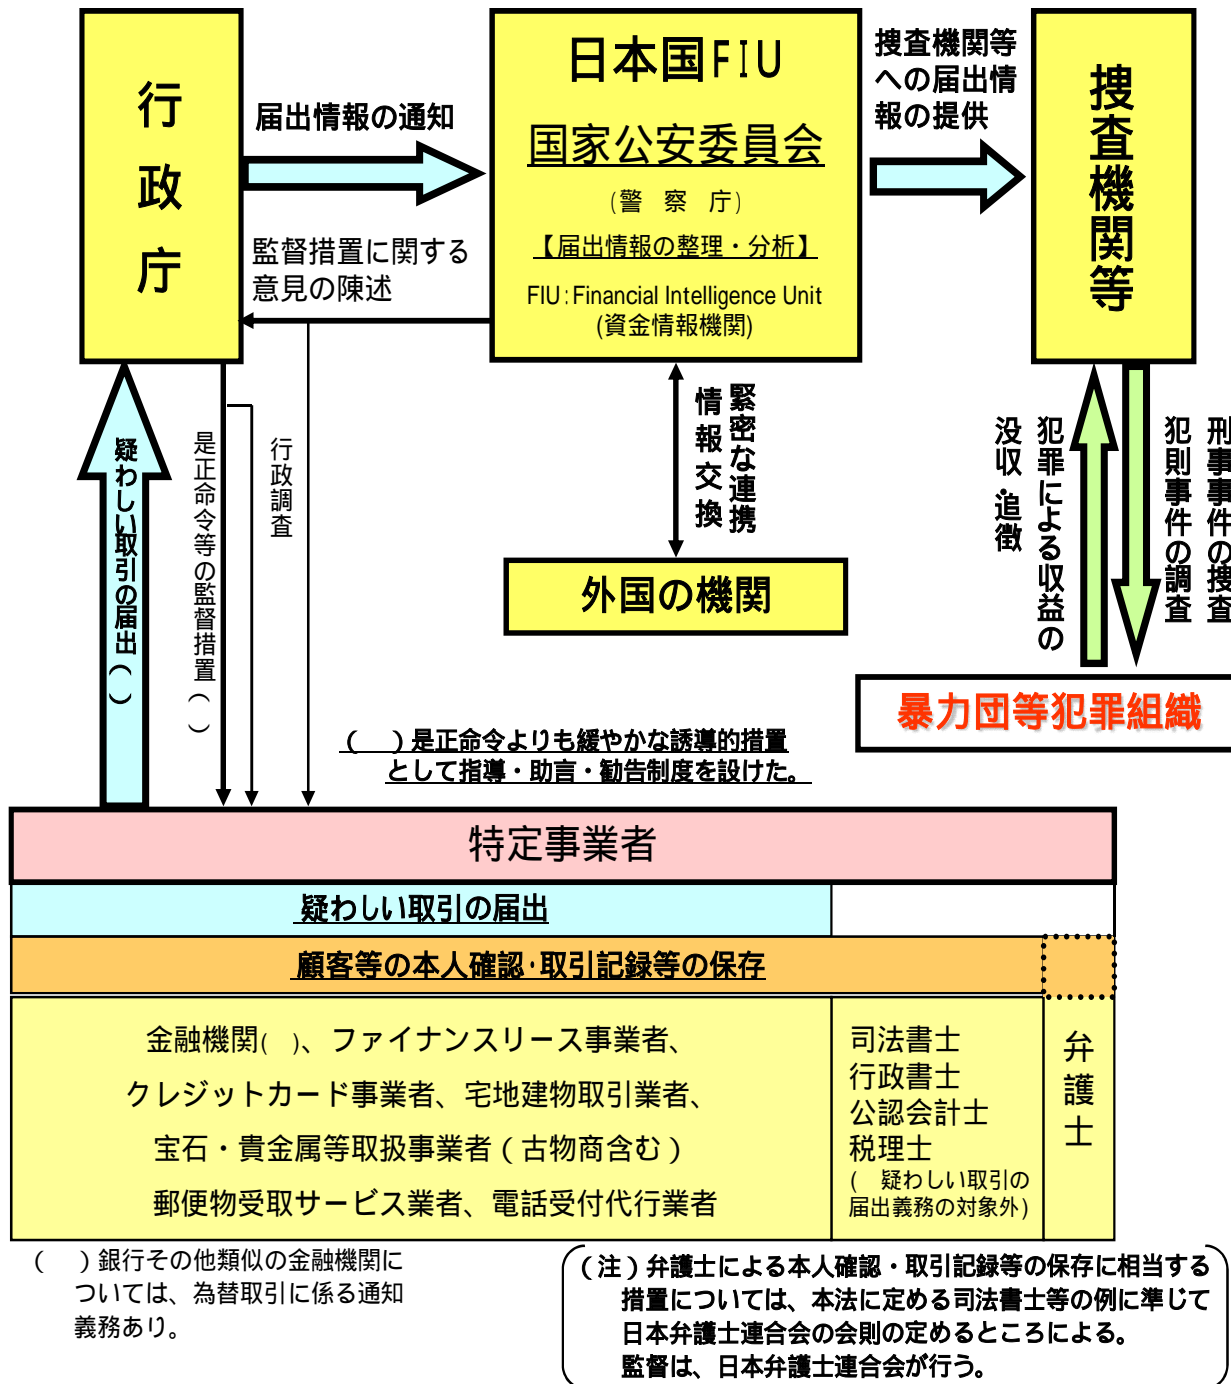 行政庁
届出情報の通知
監督措置に関する
意見の陳述
日本国FIU
国家公安委員会
(警 察 庁)
【届出情報の整理・分析】
FIU:Financial Intelligence Unit
(資金情報機関)
捜査機関等
への届出情
報の提供
捜査機関等
疑わしい取引の届出( )
是正命令等の監督措置( )
行政調査
緊密な連携
情報交換
外国の機関
犯罪による収益の
没収・追徴
刑事事件の捜査
犯則事件の調査
暴力団等犯罪組織
( )是正命令よりも緩やかな誘導的措置
として指導・助言・勧告制度を設けた。
特定事業者
疑わしい取引の届出
顧客等の本人確認・取引記録等の保存
金融機関( )、ファイナンスリース事業者、
クレジットカード事業者、宅地建物取引業者、
宝石・貴金属等取扱事業者(古物商含む)
郵便物受取サービス業者、電話受付代行業者
司法書士
行政書士
公認会計士
税理士
( 疑わしい取引の
届出義務の対象外)
弁護士
( )銀行その他類似の金融機関に
ついては、為替取引に係る通知
義務あり。
(注)弁護士による本人確認・取引記録等の保存に相当する
措置については、本法に定める司法書士等の例に準じて
日本弁護士連合会の会則の定めるところによる。
監督は、日本弁護士連合会が行う。